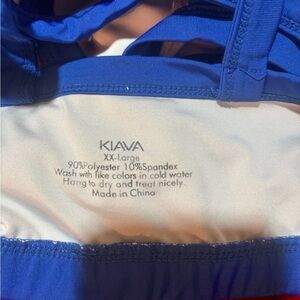 KIAVA
XX-Large
90%Polyester 10%Spandex
Wash with like colors in cold water
Hang to dry and treat nicely.
Made in China